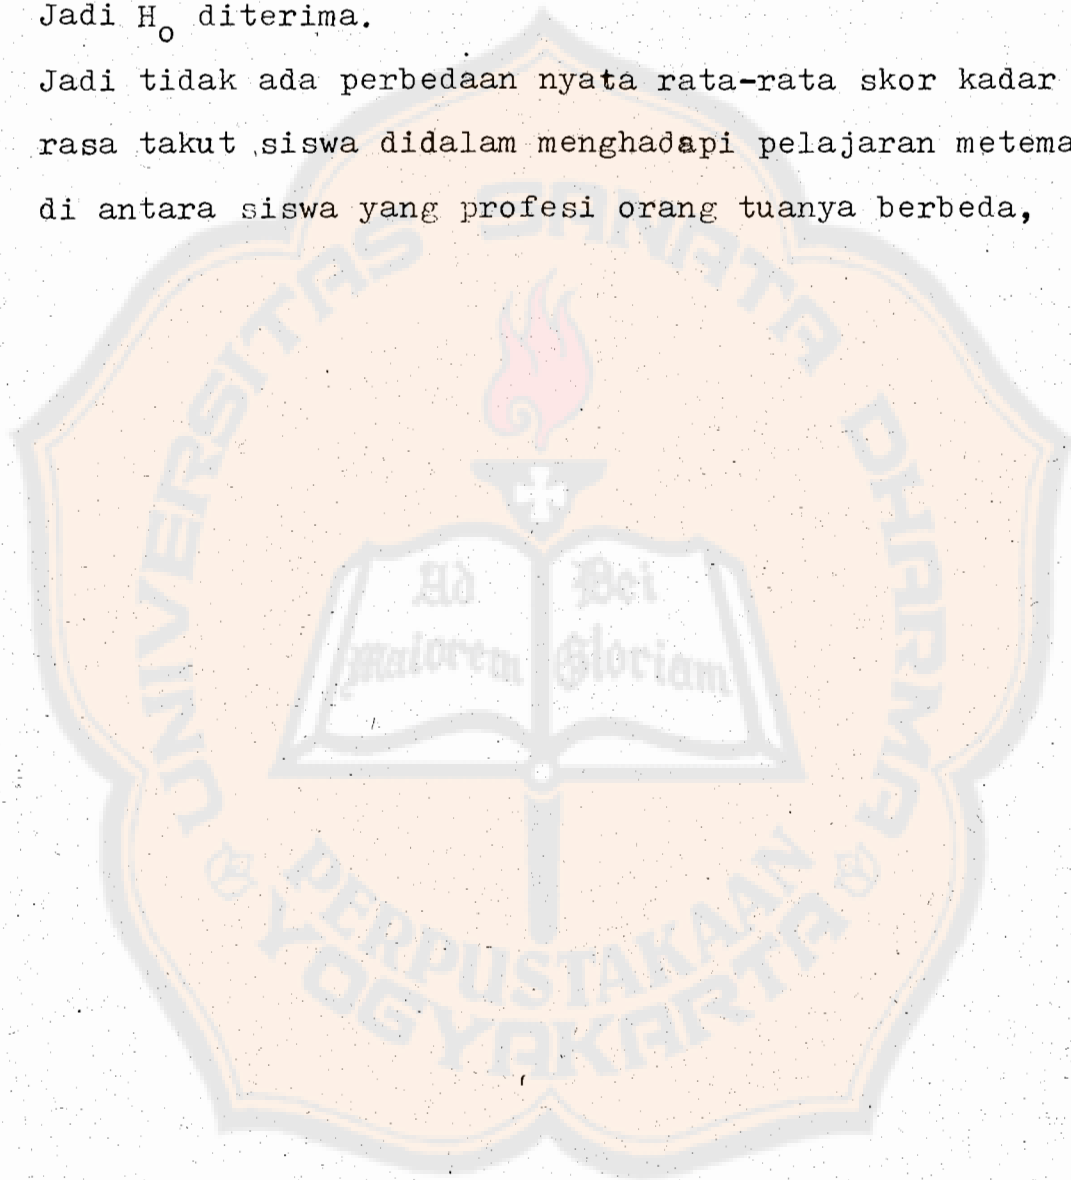 Jadi H₀ diterima.
Jadi tidak ada perbedaan nyata rata-rata skor kadar
rasa takut siswa didalam menghadapi pelajaran metema
di antara siswa yang profesi orang tuanya berbeda,
UNIVERSITAS SANATA DHARMA
Ad Dei
Maiorem Gloriam
PERPUSTAKAAN
YOGYAKARTA